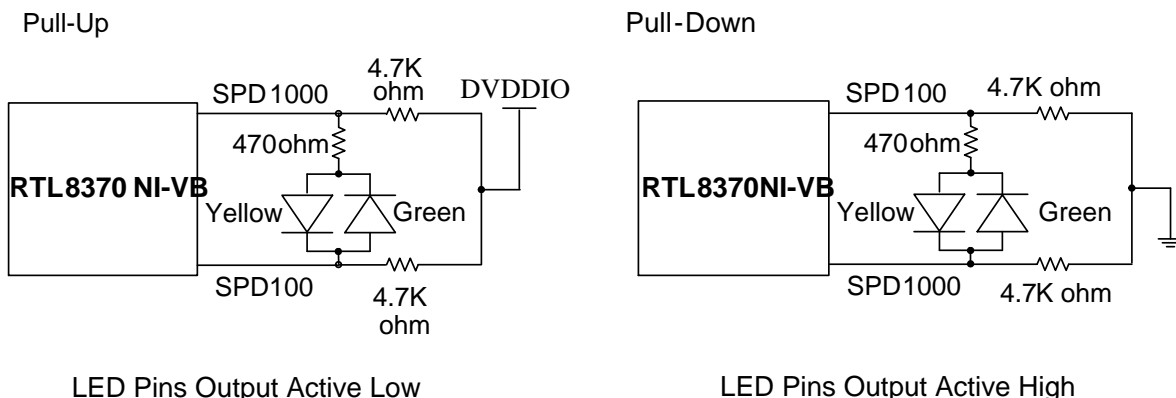 Pull-Up
4.7K
ohm
DVDDIO
SPD1000
470ohm
RTL8370 NI-VB
Yellow
Green
SPD100
4.7K
ohm
LED Pins Output Active Low
Pull-Down
SPD100
4.7K ohm
470ohm
RTL8370NI-VB
Yellow
Green
SPD1000
4.7K ohm
LED Pins Output Active High